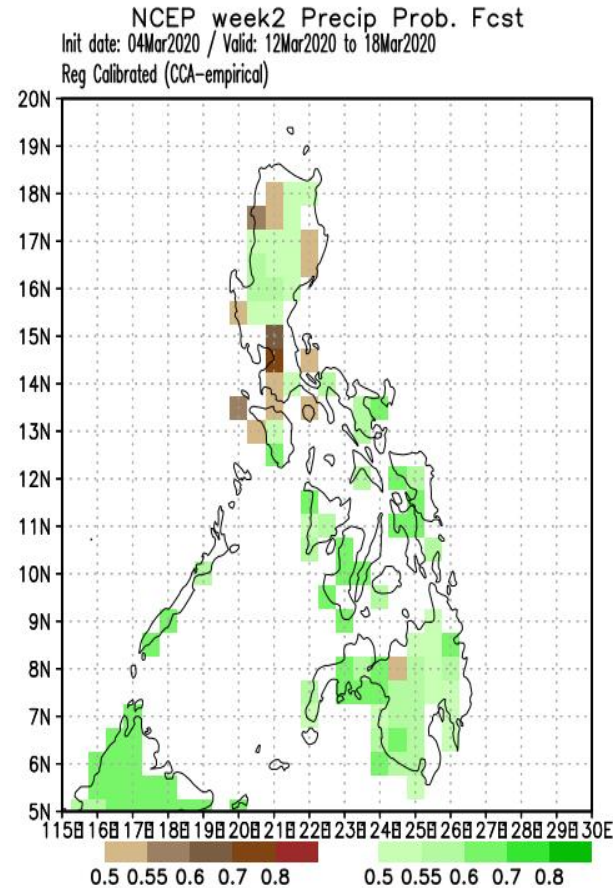 NCEP week2 Precip Prob. Fcst
Init date: 04Mar2020 / Valid: 12Mar2020 to 18Mar2020
Reg Calibrated (CCA-empirical)
20N
19N
18N
17N
16N
15N
14N
13N
12N
11N
10N
9N
8N
7N
6N
5N
115E 116E 117E 118E 119E 120E 121E 122E 123E 124E 125E 126E 127E 128E 129E 130E
0.5 0.55 0.6 0.7 0.8 0.5 0.55 0.6 0.7 0.8